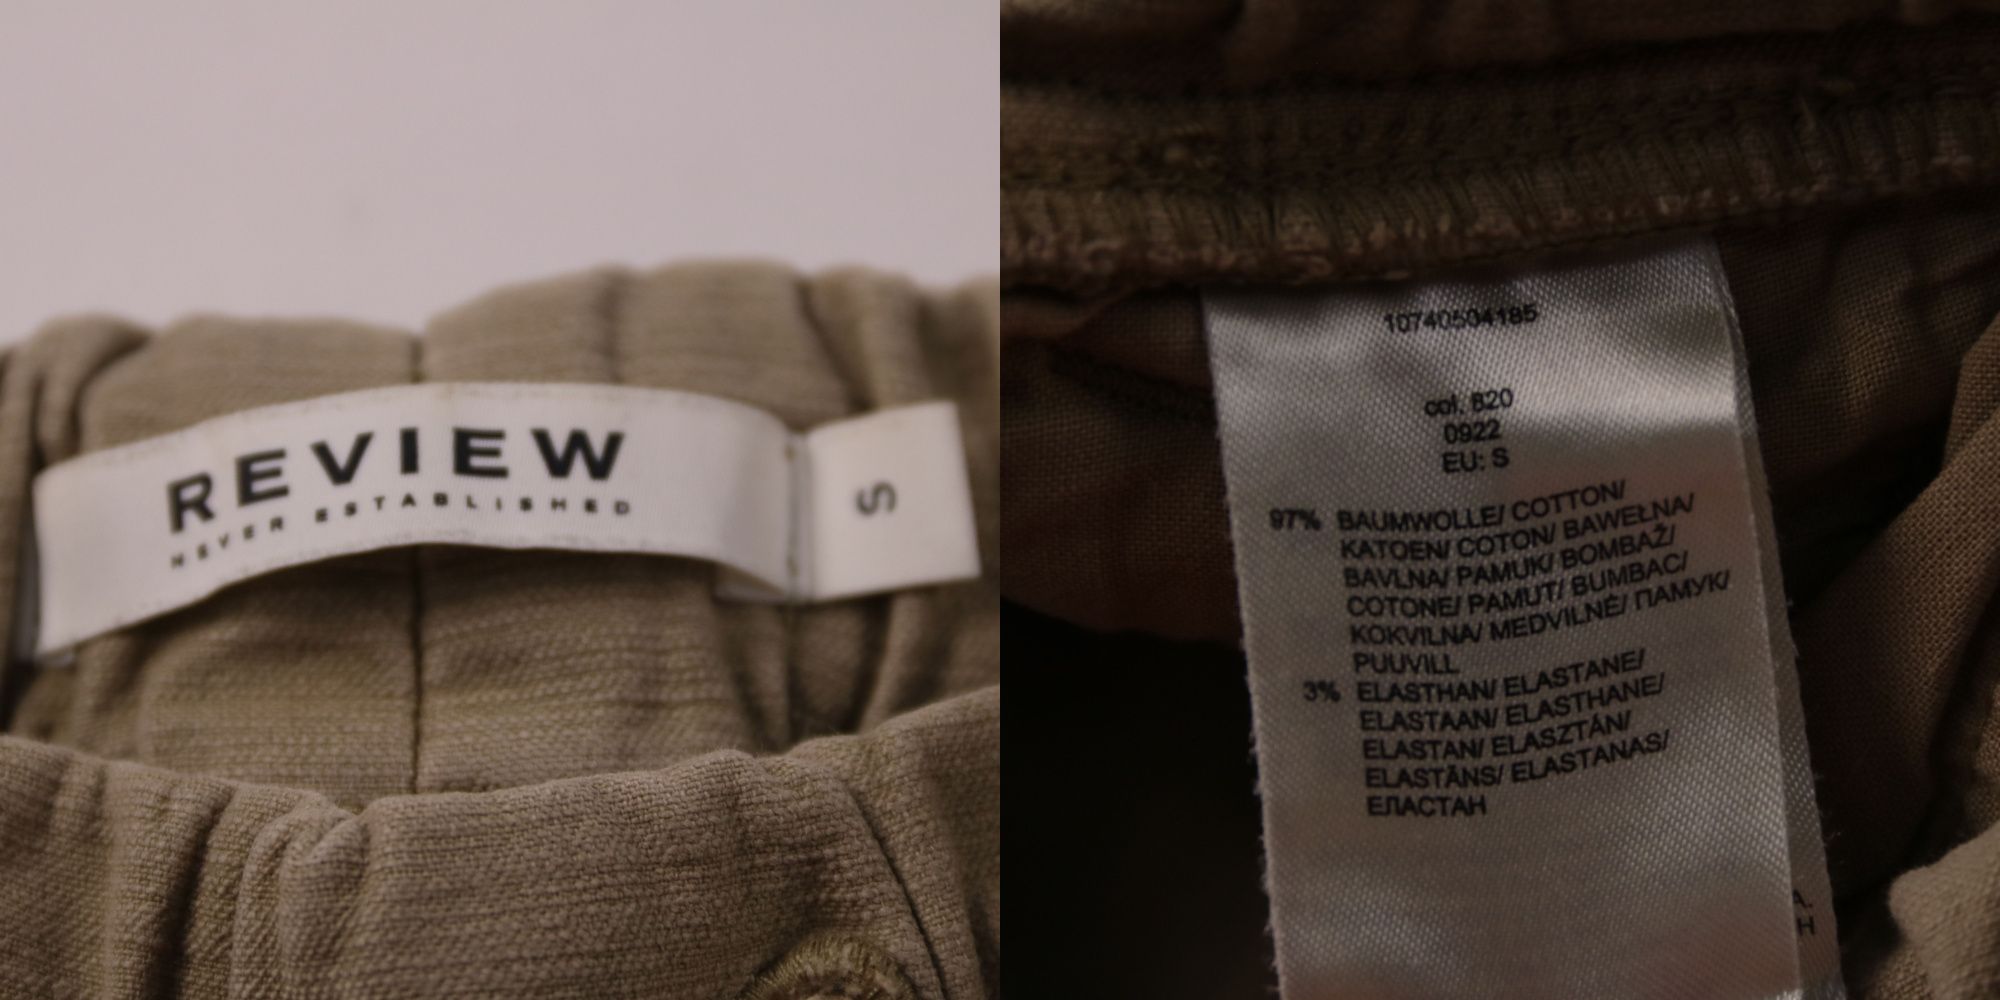 REVIEW
NEVER ESTABLISHED
S
10740504185
col. 820
0922
EU: S
97% BAUMWOLLE/ COTTON/
KATOEN/ COTON/ BAWEŁNA/
BAVLNA/ PAMUK/ BOMBAŽ/
COTONE/ PAMUT/ BUMBAC/
KOKVILNA/ MEDVILNĖ/ ПАМУК/
PUUVILL
3% ELASTHAN/ ELASTANE/
ELASTAAN/ ELASTHANE/
ELASTAN/ ELASZTÁN/
ELASTĀNS/ ELASTANAS/
ЕЛАСТАН
A.
H